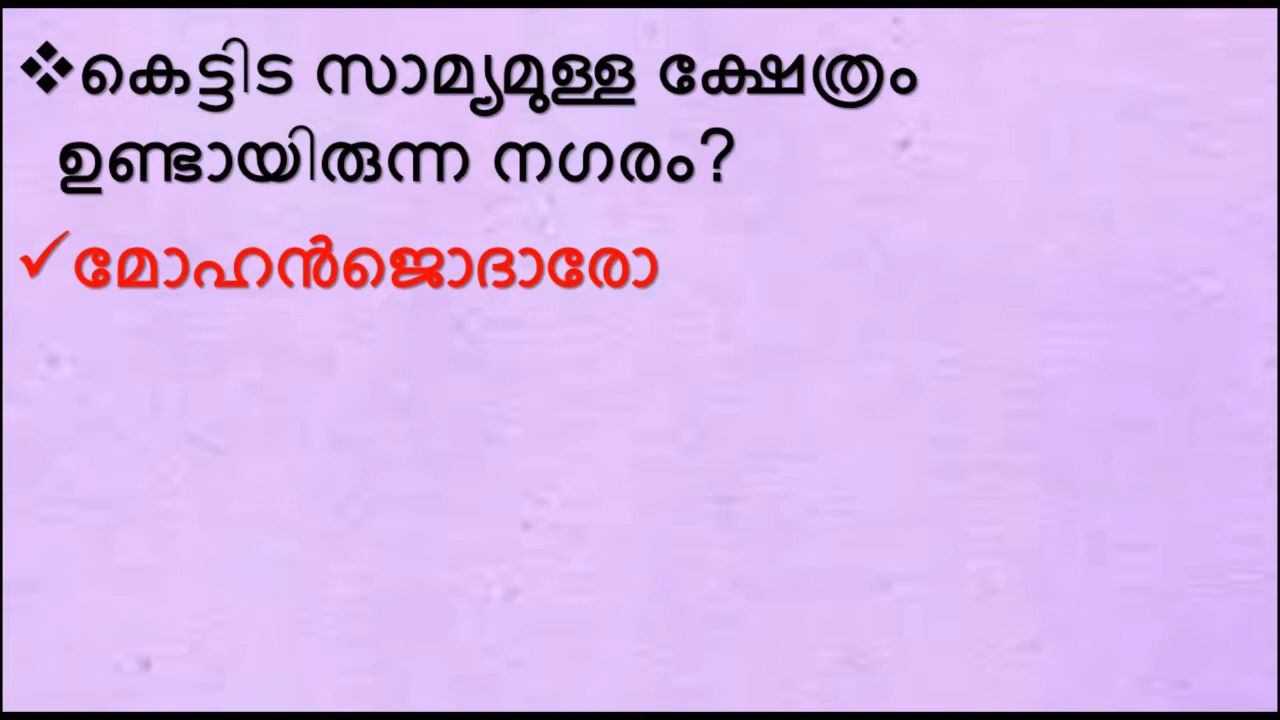 ❖കെട്ടിട സാമ്യമുള്ള ക്ഷേത്രം
ഉണ്ടായിരുന്ന നഗരം?
✓മോഹൻജൊദാരോ